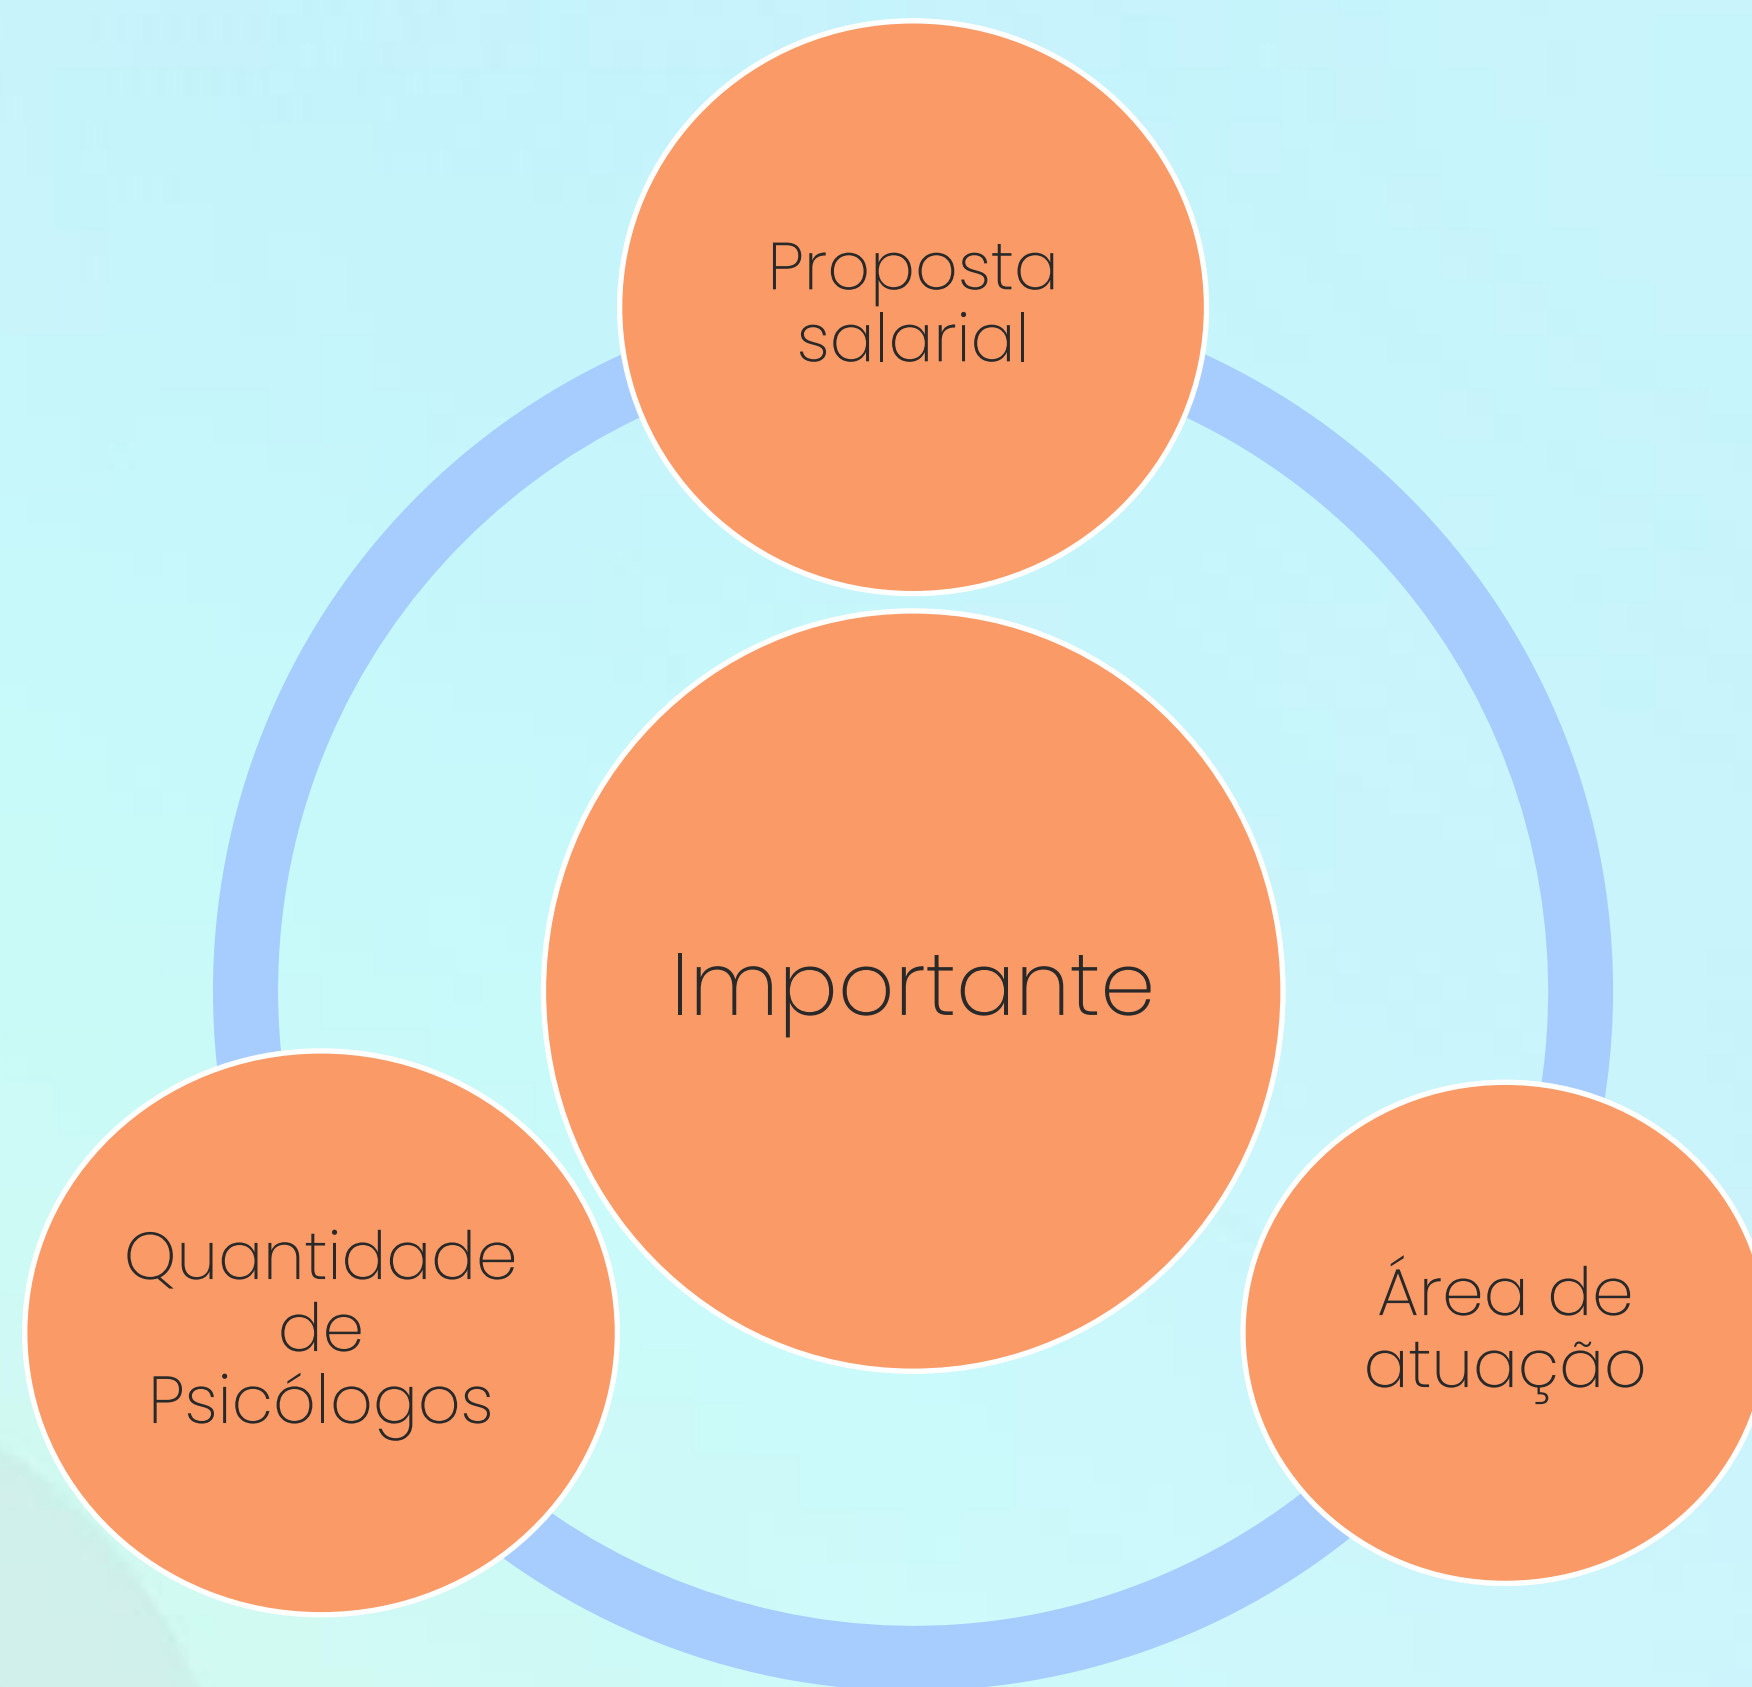 Proposta
salarial
Importante
Quantidade
de
Psicólogos
Área de
atuação